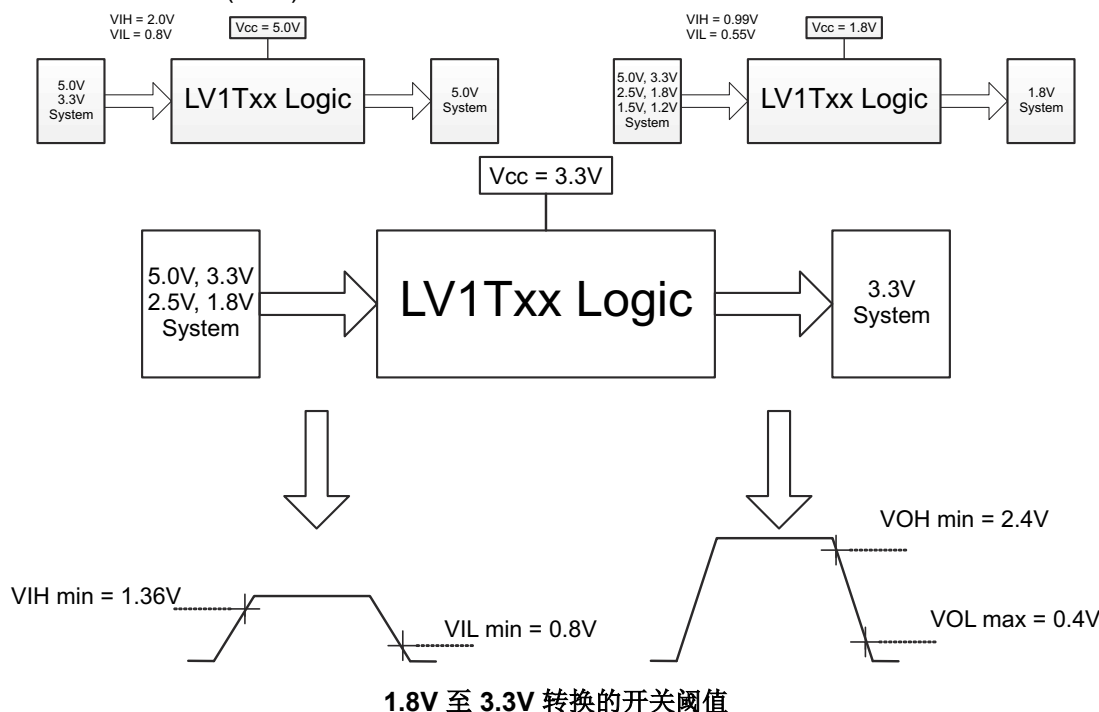 VIH = 2.0V
VIL = 0.8V
Vcc = 5.0V
5.0V
3.3V
System
LV1Txx Logic
5.0V
System
VIH = 0.99V
VIL = 0.55V
Vcc = 1.8V
5.0V, 3.3V
2.5V, 1.8V
1.5V, 1.2V
System
LV1Txx Logic
1.8V
System
Vcc = 3.3V
5.0V, 3.3V
2.5V, 1.8V
System
LV1Txx Logic
3.3V
System
VIH min = 1.36V
VIL min = 0.8V
VOH min = 2.4V
VOL max = 0.4V
1.8V 至 3.3V 转换的开关阈值